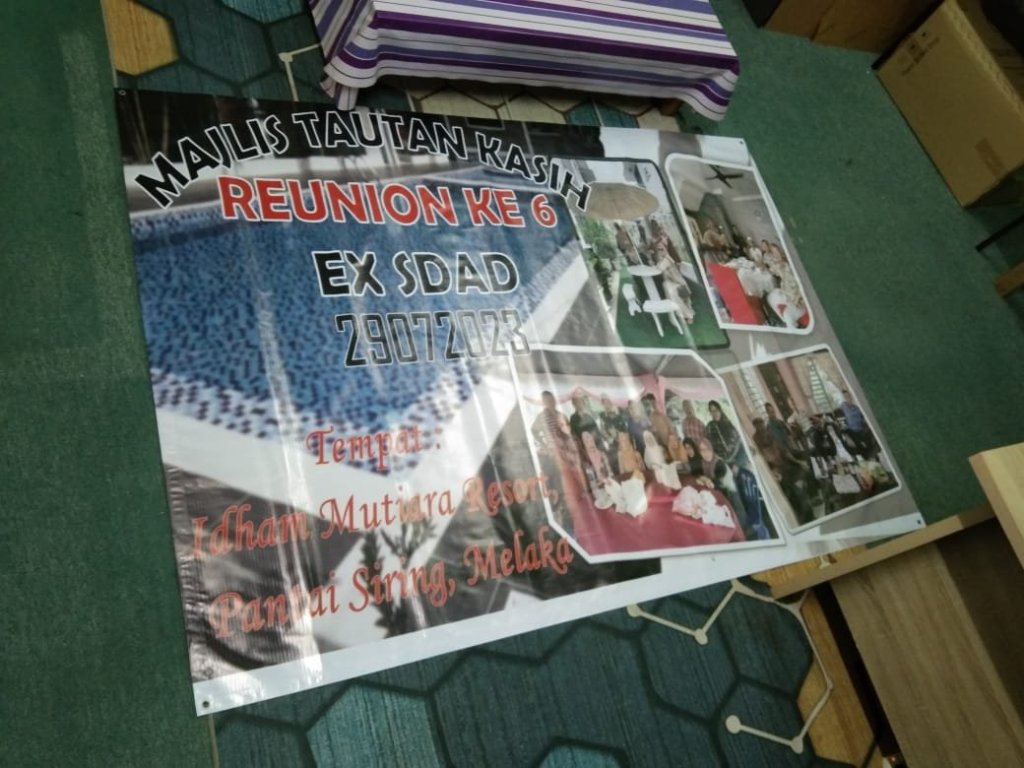 MAJLIS TAUTAN KASIH
REUNION KE 6
EX SDAD
29072023
Tempat :
Idham Mutiara Resort,
Pantai Siring, Melaka